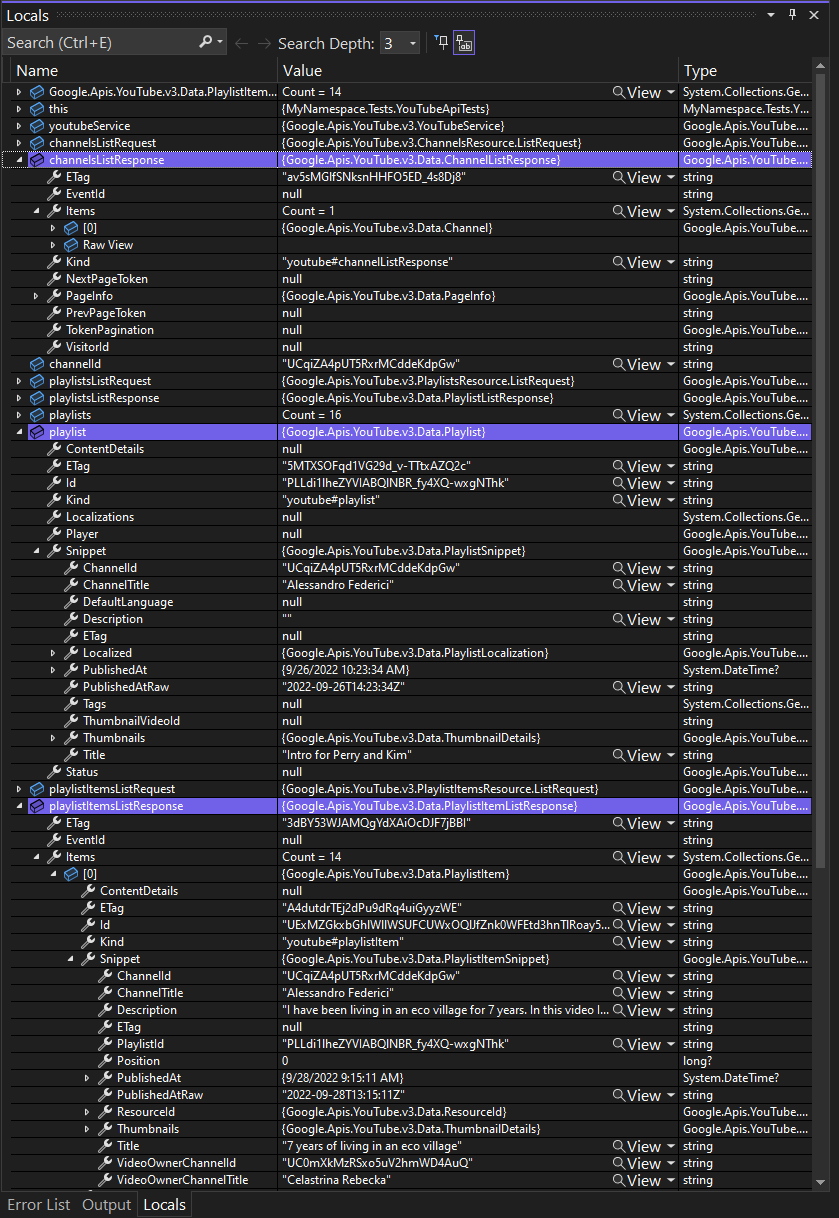 Locals
Search (Ctrl+E) Search Depth: 3
Name Value Type
Google.Apis.YouTube.v3.Data.PlaylistItem... Count = 14 View System.Collections.Ge...
this {MyNamespace.Tests.YouTubeApiTests} MyNamespace.Tests.Y...
youtubeService {Google.Apis.YouTube.v3.YouTubeService} Google.Apis.YouTube....
channelsListRequest {Google.Apis.YouTube.v3.ChannelsResource.ListRequest} Google.Apis.YouTube....
channelsListResponse {Google.Apis.YouTube.v3.Data.ChannelListResponse} Google.Apis.YouTube....
ETag "av5sMGlfSNksnHHFO5ED_4s8Dj8" View string
EventId null string
Items Count = 1 View System.Collections.Ge...
[0] {Google.Apis.YouTube.v3.Data.Channel} Google.Apis.YouTube....
Raw View
Kind "youtube#channelListResponse" View string
NextPageToken null string
PageInfo {Google.Apis.YouTube.v3.Data.PageInfo} Google.Apis.YouTube....
PrevPageToken null string
TokenPagination null Google.Apis.YouTube....
VisitorId null string
channelId "UCqiZA4pUT5RxrMCddeKdpGw" View string
playlistsListRequest {Google.Apis.YouTube.v3.PlaylistsResource.ListRequest} Google.Apis.YouTube....
playlistsListResponse {Google.Apis.YouTube.v3.Data.PlaylistListResponse} Google.Apis.YouTube....
playlists Count = 16 View System.Collections.Ge...
playlist {Google.Apis.YouTube.v3.Data.Playlist} Google.Apis.YouTube....
ContentDetails null Google.Apis.YouTube....
ETag "5MTXSOFqd1VG29d_v-TTtxAZQ2c" View string
Id "PLLdi1lheZYVIABQINBR_fy4XQ-wxgNThk" View string
Kind "youtube#playlist" View string
Localizations null System.Collections.Ge...
Player null Google.Apis.YouTube....
Snippet {Google.Apis.YouTube.v3.Data.PlaylistSnippet} Google.Apis.YouTube....
ChannelId "UCqiZA4pUT5RxrMCddeKdpGw" View string
ChannelTitle "Alessandro Federici" View string
DefaultLanguage null string
Description "" View string
ETag null string
Localized {Google.Apis.YouTube.v3.Data.PlaylistLocalization} Google.Apis.YouTube....
PublishedAt {9/26/2022 10:23:34 AM} System.DateTime?
PublishedAtRaw "2022-09-26T14:23:34Z" View string
Tags null System.Collections.Ge...
ThumbnailVideoId null string
Thumbnails {Google.Apis.YouTube.v3.Data.ThumbnailDetails} Google.Apis.YouTube....
Title "Intro for Perry and Kim" View string
Status null Google.Apis.YouTube....
playlistItemsListRequest {Google.Apis.YouTube.v3.PlaylistItemsResource.ListRequest} Google.Apis.YouTube....
playlistItemsListResponse {Google.Apis.YouTube.v3.Data.PlaylistItemListResponse} Google.Apis.YouTube....
ETag "3dBY53WJAMQgYdXAiOcDJF7jBBI" View string
EventId null string
Items Count = 14 View System.Collections.Ge...
[0] {Google.Apis.YouTube.v3.Data.PlaylistItem} Google.Apis.YouTube....
ContentDetails null Google.Apis.YouTube....
ETag "A4dutdrTEj2dPu9dRq4uiGyyzWE" View string
Id "UExMZGkxbGhlWllWSUFCUWxOQlJfZnk0WFEtd3hnTlRoay5... View string
Kind "youtube#playlistItem" View string
Snippet {Google.Apis.YouTube.v3.Data.PlaylistItemSnippet} Google.Apis.YouTube....
ChannelId "UCqiZA4pUT5RxrMCddeKdpGw" View string
ChannelTitle "Alessandro Federici" View string
Description "I have been living in an eco village for 7 years. In this video I... View string
ETag null string
PlaylistId "PLLdi1lheZYVIABQINBR_fy4XQ-wxgNThk" View string
Position 0 long?
PublishedAt {9/28/2022 9:15:11 AM} System.DateTime?
PublishedAtRaw "2022-09-28T13:15:11Z" View string
ResourceId {Google.Apis.YouTube.v3.Data.ResourceId} Google.Apis.YouTube....
Thumbnails {Google.Apis.YouTube.v3.Data.ThumbnailDetails} Google.Apis.YouTube....
Title "7 years of living in an eco village" View string
VideoOwnerChannelId "UC0mXkMzRSxo5uV2hmWD4AuQ" View string
VideoOwnerChannelTitle "Celastrina Rebecka" View string
Error List Output Locals